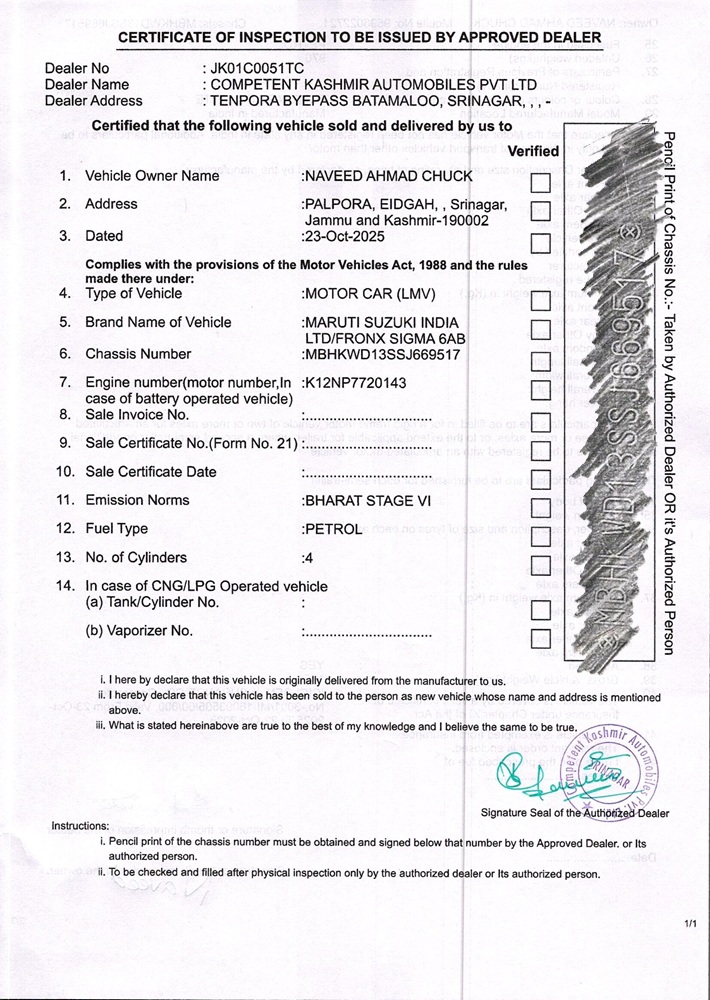 CERTIFICATE OF INSPECTION TO BE ISSUED BY APPROVED DEALER
Dealer No : JK01C0051TC
Dealer Name : COMPETENT KASHMIR AUTOMOBILES PVT LTD
Dealer Address : TENPORA BYEPASS BATAMALOO, SRINAGAR, , , -
Certified that the following vehicle sold and delivered by us to
Verified
1. Vehicle Owner Name :NAVEED AHMAD CHUCK
2. Address :PALPORA, EIDGAH, , Srinagar,
Jammu and Kashmir-190002
3. Dated :23-Oct-2025
Complies with the provisions of the Motor Vehicles Act, 1988 and the rules
made there under:
4. Type of Vehicle :MOTOR CAR (LMV)
5. Brand Name of Vehicle :MARUTI SUZUKI INDIA
LTD/FRONX SIGMA 6AB
6. Chassis Number :MBHKWD13SSJ669517
7. Engine number(motor number,In :K12NP7720143
case of battery operated vehicle)
8. Sale Invoice No. :................................
9. Sale Certificate No.(Form No. 21) :................................
10. Sale Certificate Date :................................
11. Emission Norms :BHARAT STAGE VI
12. Fuel Type :PETROL
13. No. of Cylinders :4
14. In case of CNG/LPG Operated vehicle
(a) Tank/Cylinder No. :
(b) Vaporizer No. :................................
MBHKWD13SSJ669517
Pencil Print of Chassis No.:- Taken by Authorized Dealer OR it's Authorized Person
i. I here by declare that this vehicle is originally delivered from the manufacturer to us.
ii. I hereby declare that this vehicle has been sold to the person as new vehicle whose name and address is mentioned
above.
iii. What is stated hereinabove are true to the best of my knowledge and I believe the same to be true.
Competent Kashmir Automobiles Pvt.
SRINAGAR
Signature Seal of the Authorized Dealer
Instructions:
i. Pencil print of the chassis number must be obtained and signed below that number by the Approved Dealer. or Its
authorized person.
ii. To be checked and filled after physical inspection only by the authorized dealer or Its authorized person.
1/1